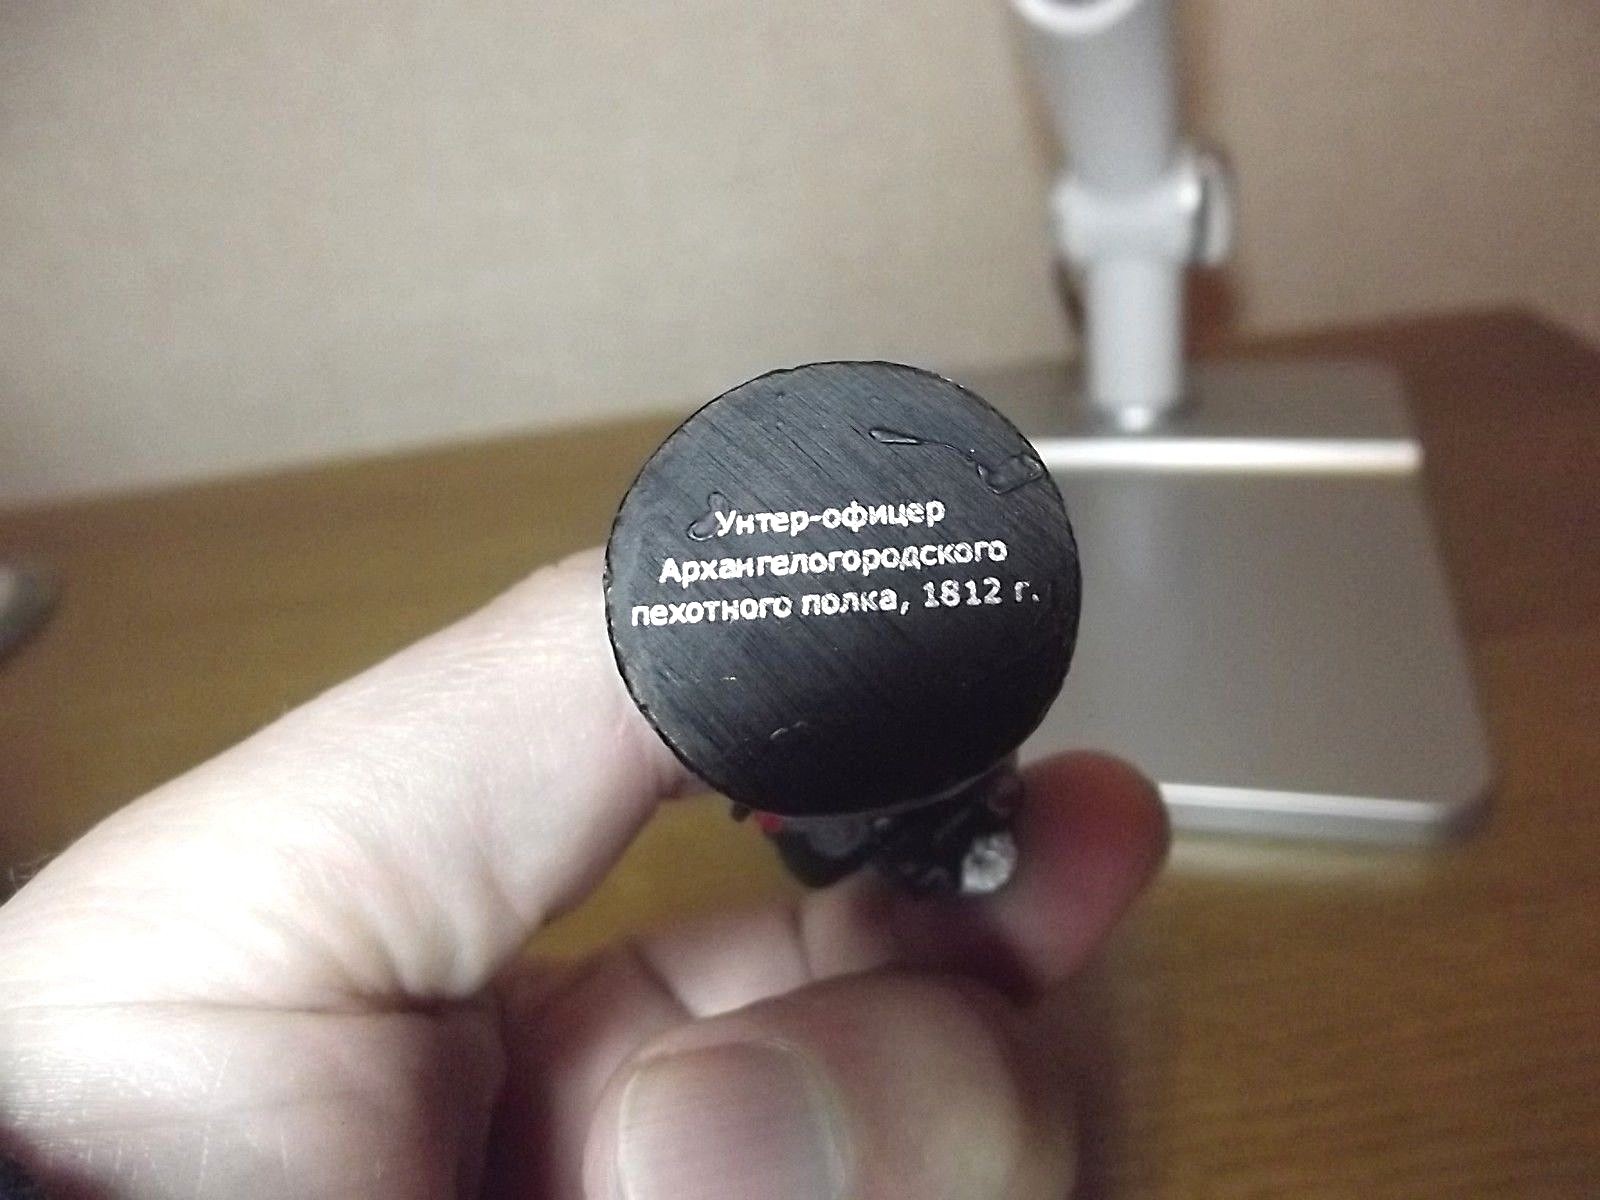 Унтер-офицер
Архангелогородского
пехотного полка, 1812 г.